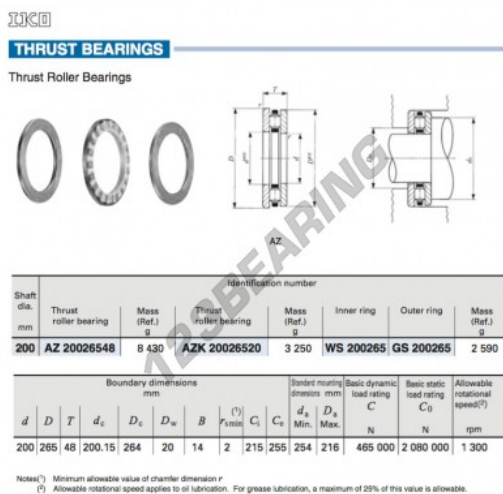 IKO
THRUST BEARINGS
Thrust Roller Bearings
T
r
r
D
d
d
D
D
d
AZ
123BEARING
Identification number
Shaft dia. mm Thrust roller bearing Mass (Ref.) g Thrust roller bearing Mass (Ref.) g Inner ring Outer ring Mass (Ref.) g
200 AZ 20026548 8 430 AZK 20026520 3 250 WS 200265 GS 200265 2 590
Boundary dimensions mm Standard mounting dimensions mm Basic dynamic load rating C N Basic static load rating C0 N Allowable rotational speed(2) rpm
d D T dc Dc Dw B rsmin(1) Ci Ce da Min. Da Max.
200 265 48 200.15 264 20 14 2 215 255 254 216 465 000 2 080 000 1 300
Notes(1) Minimum allowable value of chamfer dimension r
(2) Allowable rotational speed applies to oil lubrication. For grease lubrication, a maximum of 25% of this value is allowable.